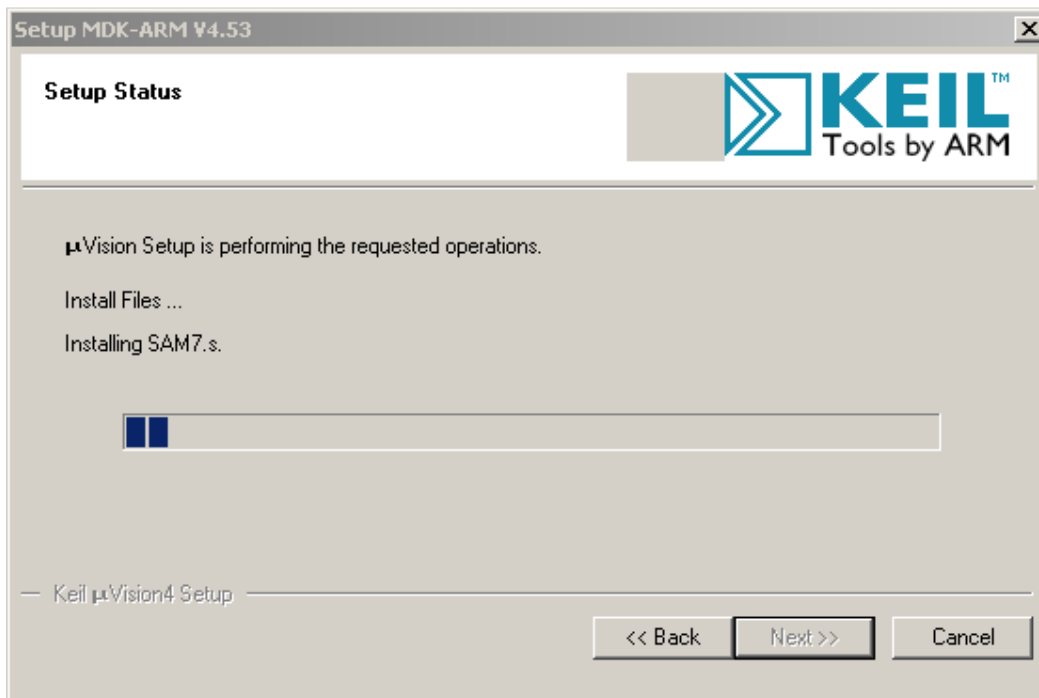 Setup MDK-ARM V4.53
Setup Status
KEIL™
Tools by ARM
µVision Setup is performing the requested operations.
Install Files ...
Installing SAM7.s.
Keil µVision4 Setup
<< Back Next >> Cancel